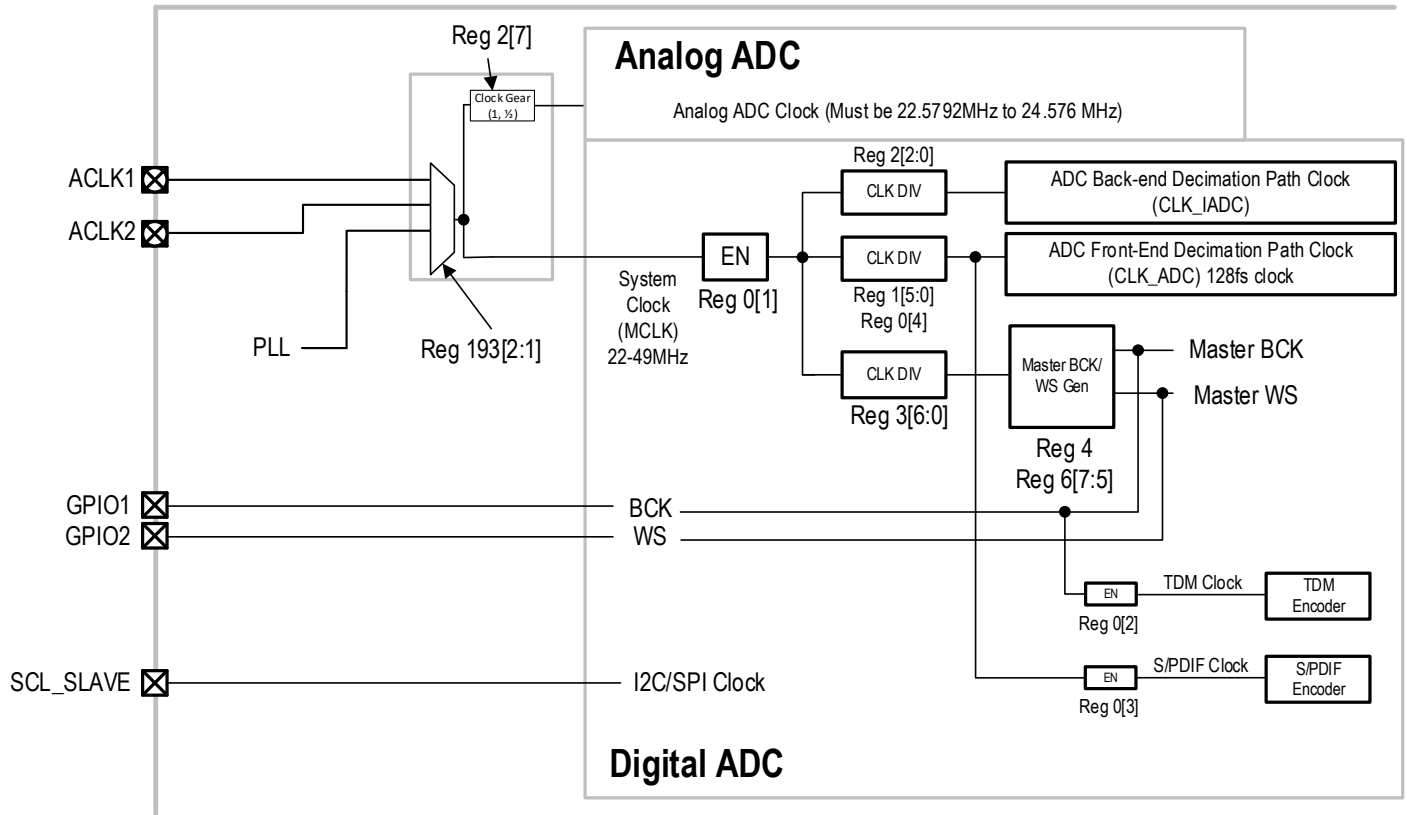 Reg 2[7]
Clock Gear
(1, ½)
Analog ADC
Analog ADC Clock (Must be 22.5792MHz to 24.576 MHz)
ACLK1
ACLK2
PLL
Reg 193[2:1]
System
Clock
(MCLK)
22-49MHz
EN
Reg 0[1]
Reg 2[2:0]
CLK DIV
ADC Back-end Decimation Path Clock
(CLK_IADC)
CLK DIV
Reg 1[5:0]
Reg 0[4]
ADC Front-End Decimation Path Clock
(CLK_ADC) 128fs clock
CLK DIV
Reg 3[6:0]
Master BCK/
WS Gen
Reg 4
Reg 6[7:5]
Master BCK
Master WS
GPIO1
GPIO2
BCK
WS
EN
Reg 0[2]
TDM Clock
TDM
Encoder
SCL_SLAVE
I2C/SPI Clock
EN
Reg 0[3]
S/PDIF Clock
S/PDIF
Encoder
Digital ADC